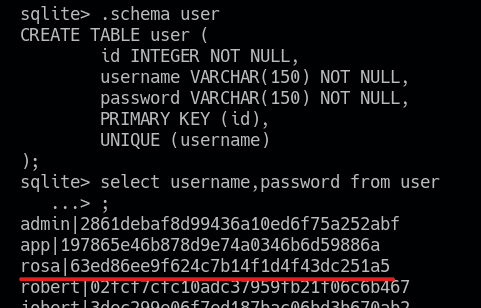 sqlite> .schema user
CREATE TABLE user (
id INTEGER NOT NULL,
username VARCHAR(150) NOT NULL,
password VARCHAR(150) NOT NULL,
PRIMARY KEY (id),
UNIQUE (username)
);
sqlite> select username,password from user
...> ;
admin|2861debaf8d99436a10ed6f75a252abf
app|197865e46b878d9e74a0346b6d59886a
rosa|63ed86ee9f624c7b14f1d4f43dc251a5
robert|02fcf7cfc10adc37959fb21f06c6b467